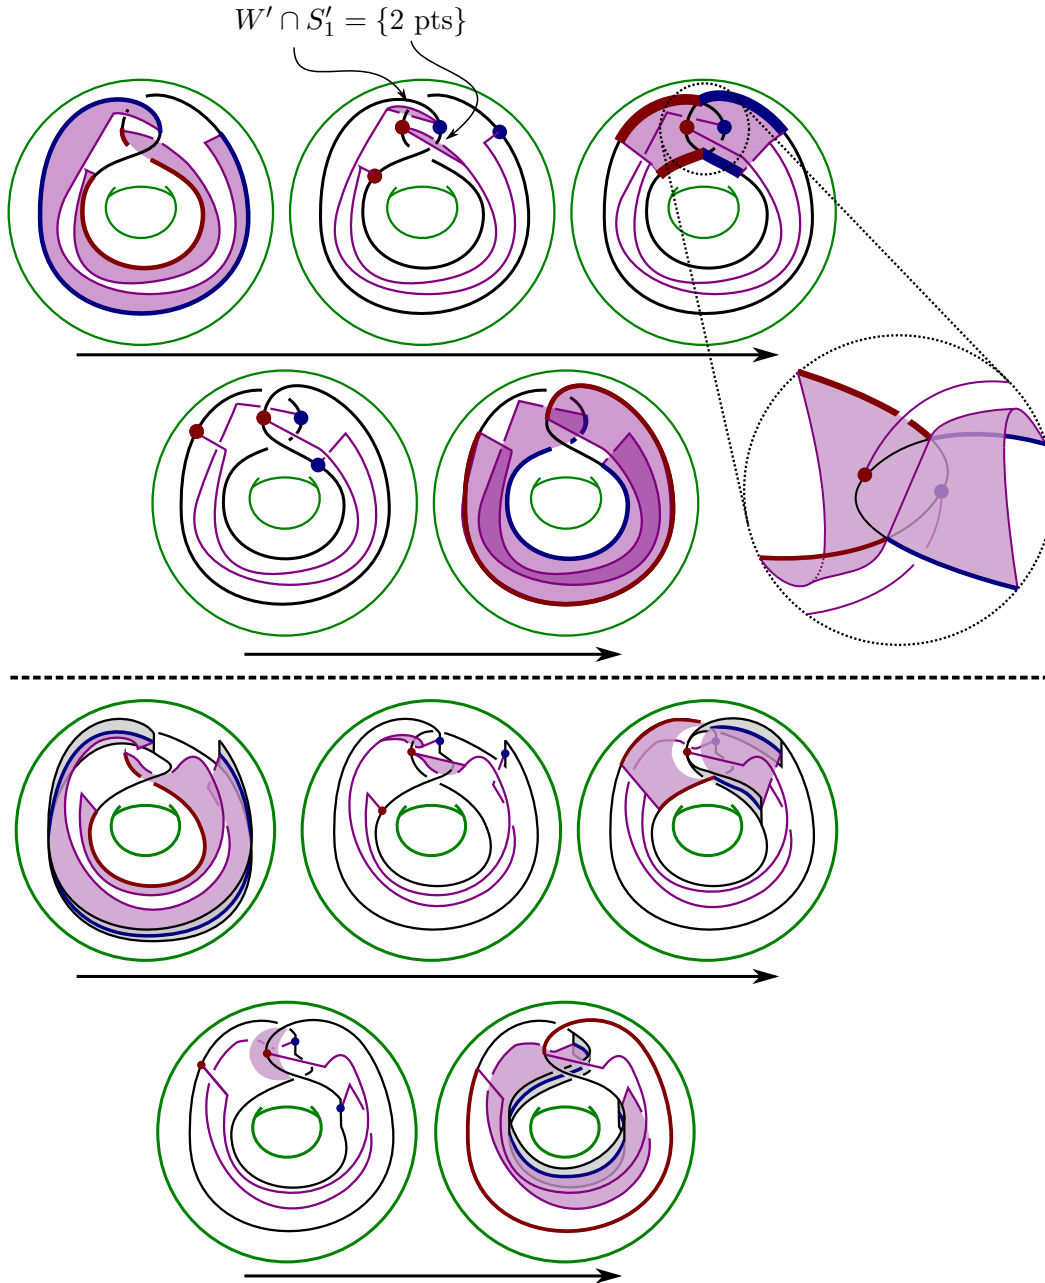 W′ ∩ S′₁ = {2 pts}